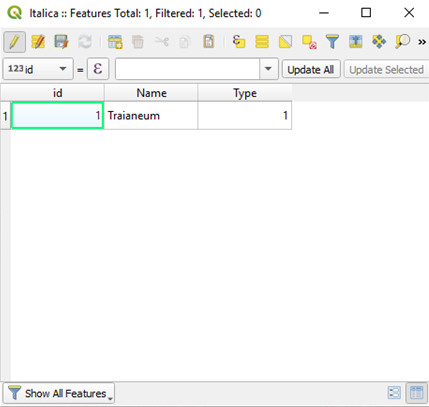 Italica :: Features Total: 1, Filtered: 1, Selected: 0
123 id = ε Update All Update Selected
id Name Type
1 1 Traianeum 1
Show All Features